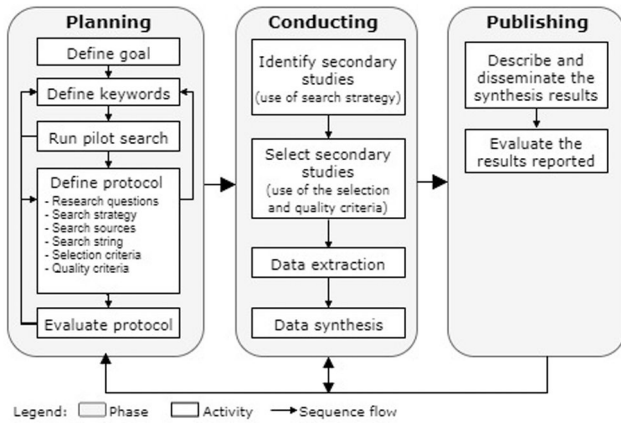 Planning
Define goal
Define keywords
Run pilot search
Define protocol
- Research questions
- Search strategy
- Search sources
- Search string
- Selection criteria
- Quality criteria
Evaluate protocol
Conducting
Identify secondary
studies
(use of search strategy)
Select secondary
studies
(use of the selection
and quality criteria)
Data extraction
Data synthesis
Publishing
Describe and
disseminate the
synthesis results
Evaluate the
results reported
Legend: Phase Activity Sequence flow